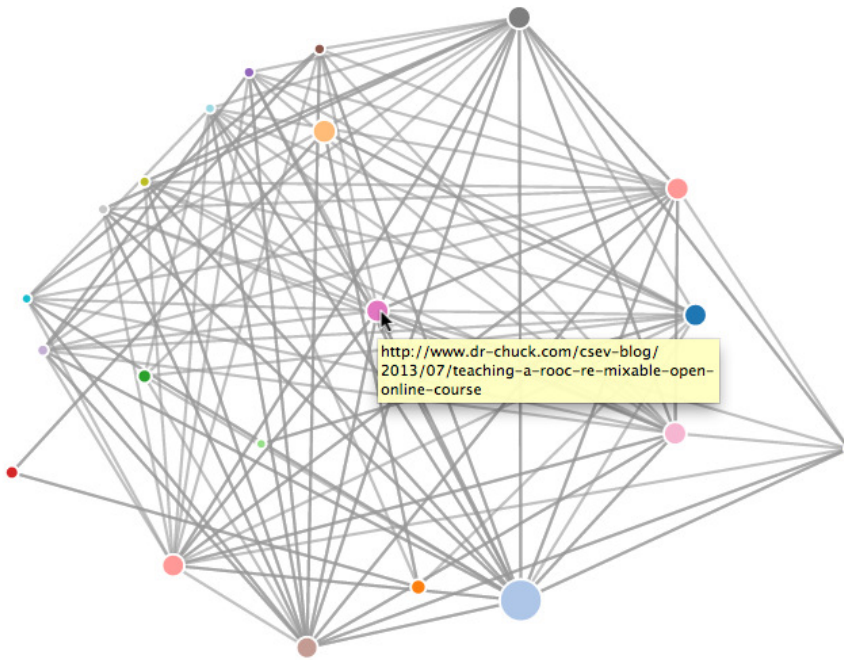 http://www.dr-chuck.com/csev-blog/
2013/07/teaching-a-rooc-re-mixable-open-
online-course